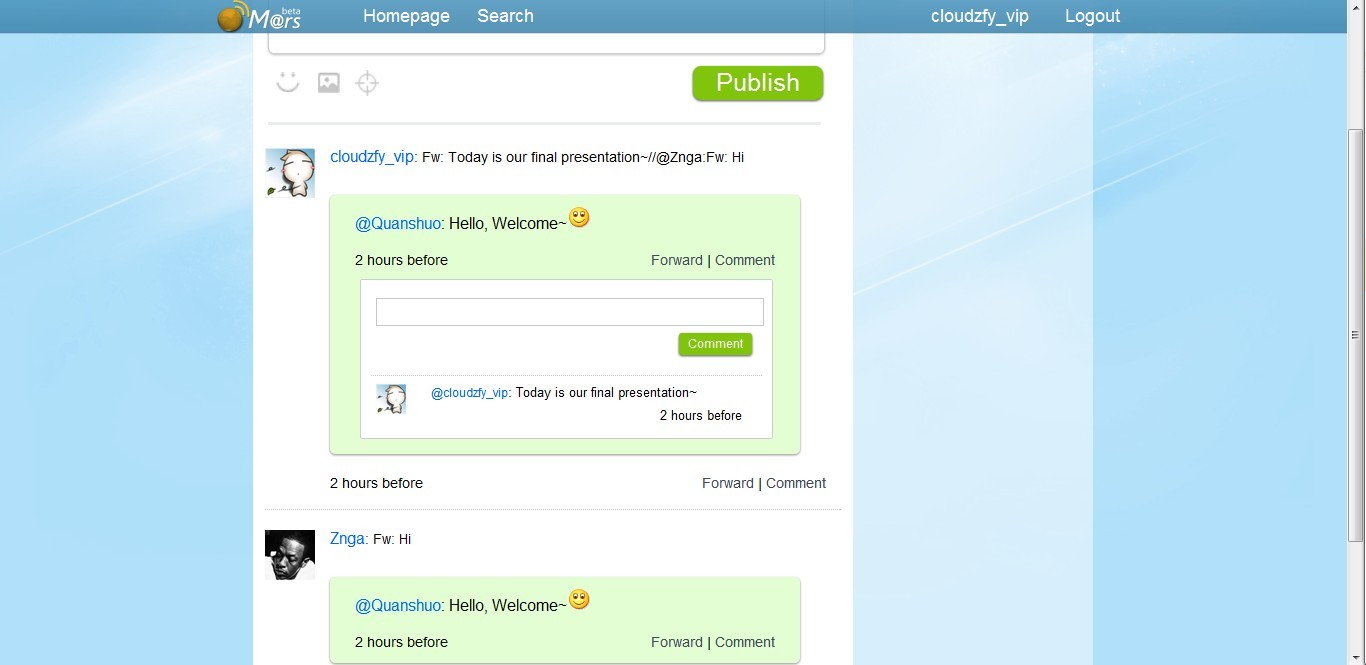 beta
M@rs Homepage Search cloudzfy_vip Logout
Publish
cloudzfy_vip: Fw: Today is our final presentation~//@Znga:Fw: Hi
@Quanshuo: Hello, Welcome~
2 hours before Forward | Comment
Comment
@cloudzfy_vip: Today is our final presentation~
2 hours before
2 hours before Forward | Comment
Znga: Fw: Hi
@Quanshuo: Hello, Welcome~
2 hours before Forward | Comment